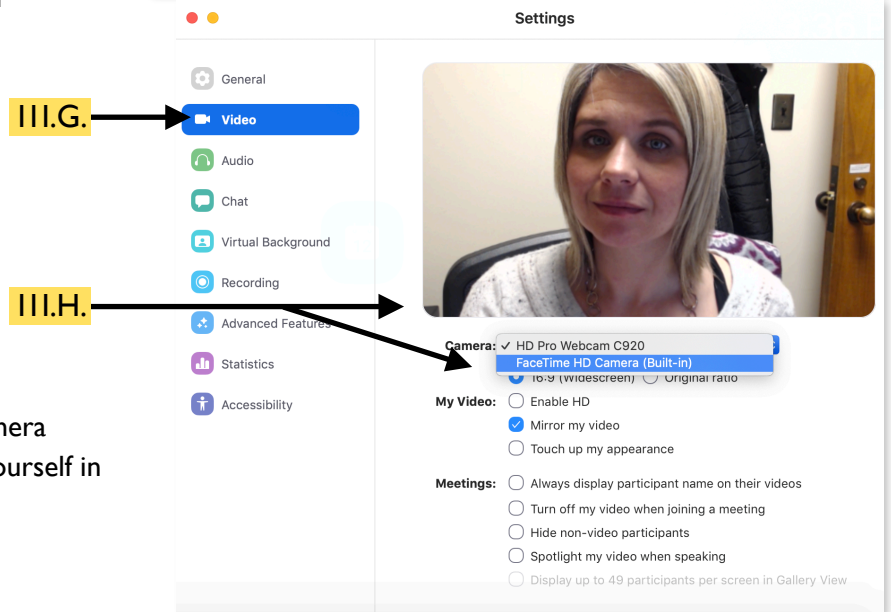 Settings
General
III.G.
Video
Audio
Chat
Virtual Background
Recording
III.H.
Advanced Features
Statistics
Accessibility
ourself in
Camera: ✓ HD Pro Webcam C920
FaceTime HD Camera (Built-in)
16:9 (Widescreen) Original ratio
My Video: Enable HD
Mirror my video
Touch up my appearance
Meetings: Always display participant name on their videos
Turn off my video when joining a meeting
Hide non-video participants
Spotlight my video when speaking
Display up to 49 participants per screen in Gallery View